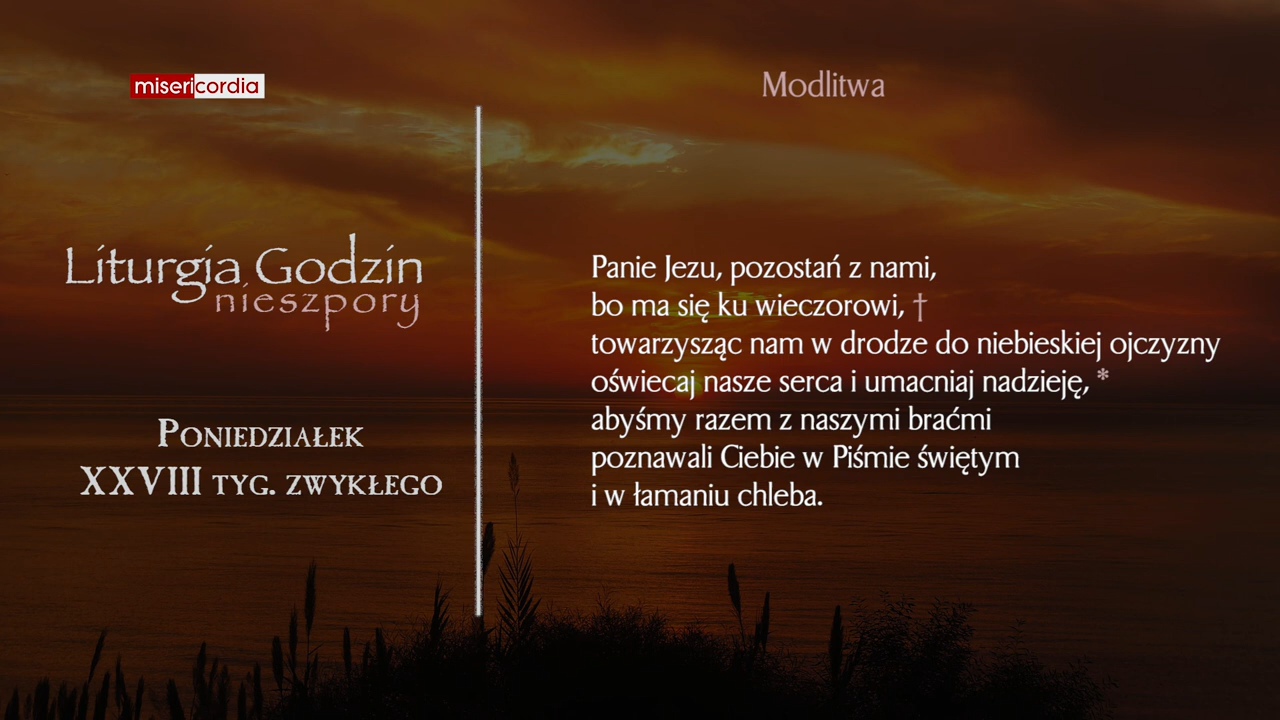 misericordia
Liturgia Godzin
nieszpory
Poniedziałek
XXVIII tyg. zwykłego
Modlitwa
Panie Jezu, pozostań z nami,
bo ma się ku wieczorowi, †
towarzysząc nam w drodze do niebieskiej ojczyzny
oświecaj nasze serca i umacniaj nadzieję, *
abyśmy razem z naszymi braćmi
poznawali Ciebie w Piśmie świętym
i w łamaniu chleba.